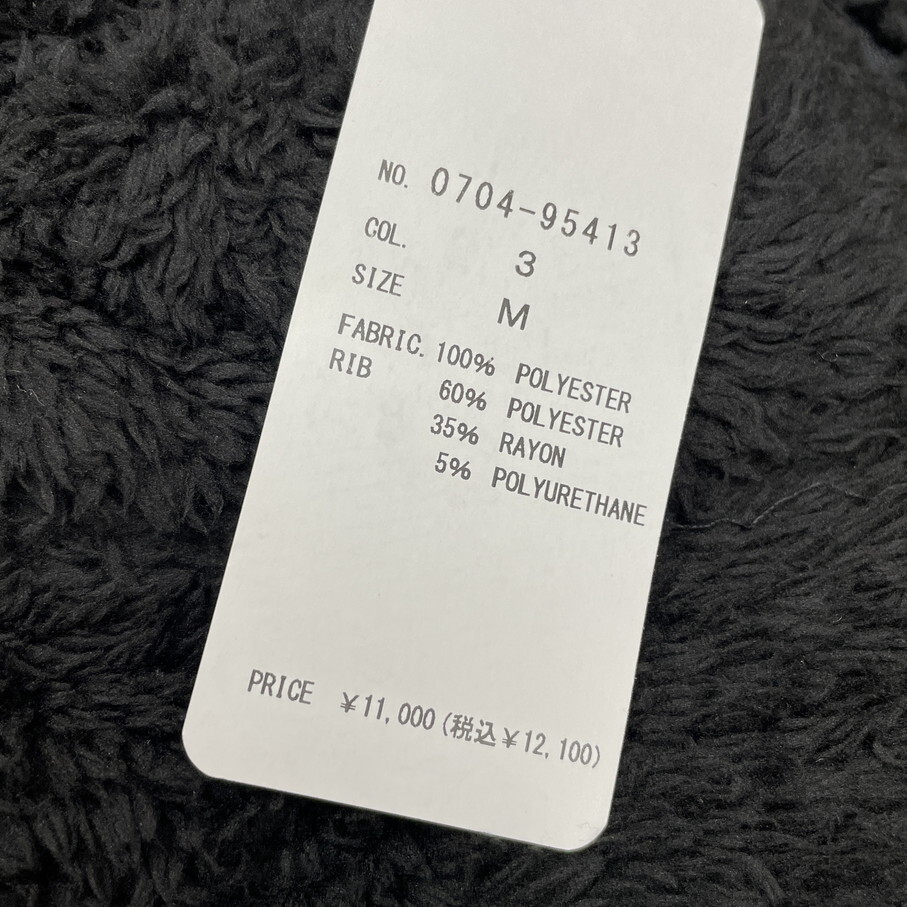 NO. 0704-95413
COL. 3
SIZE M
FABRIC. 100% POLYESTER
RIB 60% POLYESTER
35% RAYON
5% POLYURETHANE
PRICE ¥11,000(税込¥12,100)